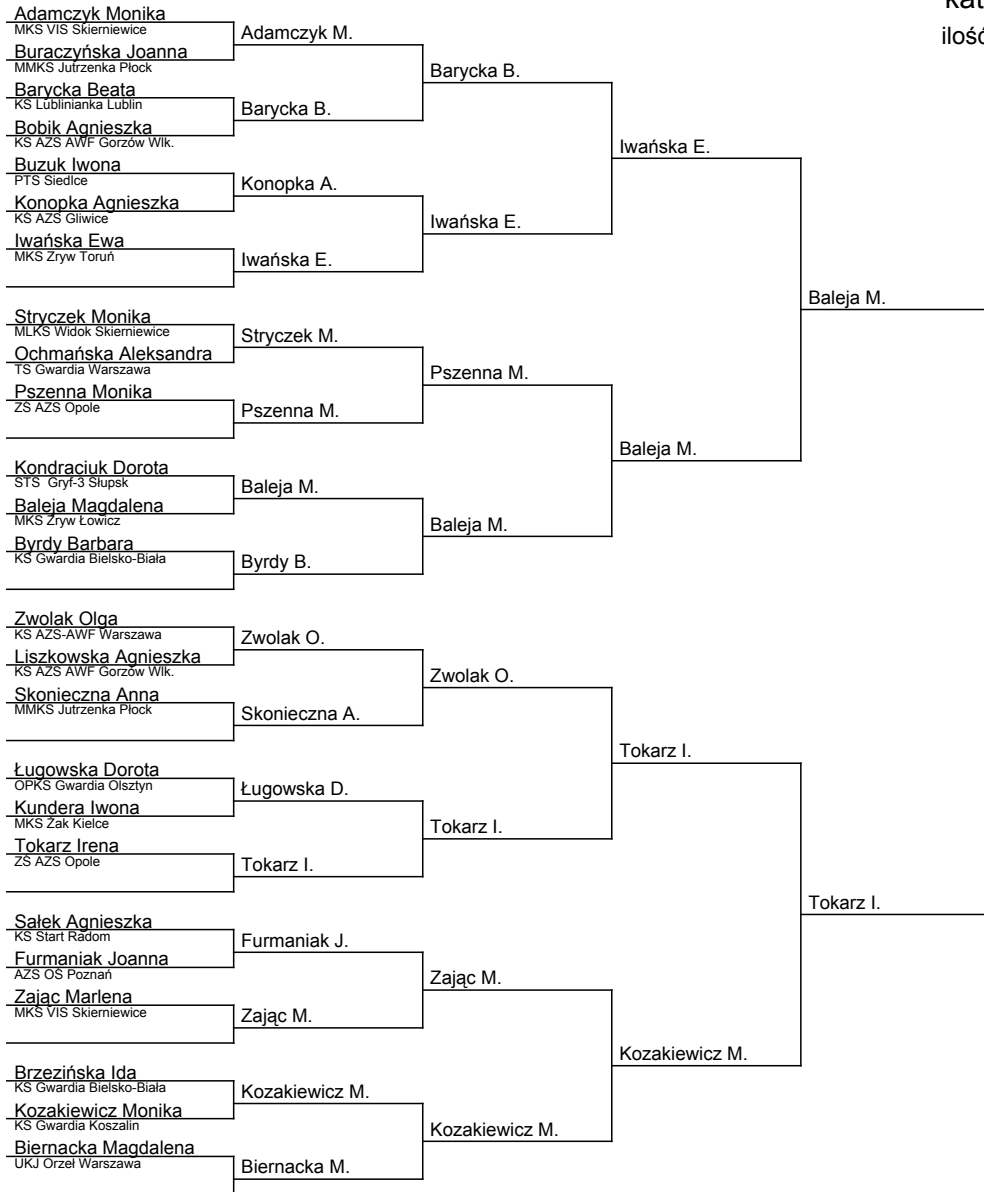 Adamczyk Monika
MKS VIS Skierniewice
Buraczyńska Joanna
MMKS Jutrzenka Płock
Barycka Beata
KS Lublinianka Lublin
Bobik Agnieszka
KS AZS AWF Gorzów Wlk.
Buzuk Iwona
PTS Siedlce
Konopka Agnieszka
KS AZS Gliwice
Iwańska Ewa
MKS Zryw Toruń
Stryczek Monika
MLKS Widok Skierniewice
Ochmańska Aleksandra
TS Gwardia Warszawa
Pszenna Monika
ZŚ AZS Opole
Kondraciuk Dorota
STS Gryf-3 Słupsk
Baleja Magdalena
MKS Zryw Łowicz
Byrdy Barbara
KS Gwardia Bielsko-Biała
Zwolak Olga
KS AZS-AWF Warszawa
Liszkowska Agnieszka
KS AZS AWF Gorzów Wlk.
Skonieczna Anna
MMKS Jutrzenka Płock
Ługowska Dorota
OPKS Gwardia Olsztyn
Kundera Iwona
MKS Żak Kielce
Tokarz Irena
ZŚ AZS Opole
Sałek Agnieszka
KS Start Radom
Furmaniak Joanna
AZS OŚ Poznań
Zając Marlena
MKS VIS Skierniewice
Brzezińska Ida
KS Gwardia Bielsko-Biała
Kozakiewicz Monika
KS Gwardia Koszalin
Biernacka Magdalena
UKJ Orzeł Warszawa
Adamczyk M.
Barycka B.
Konopka A.
Iwańska E.
Stryczek M.
Pszenna M.
Baleja M.
Byrdy B.
Zwolak O.
Skonieczna A.
Ługowska D.
Tokarz I.
Furmaniak J.
Zając M.
Kozakiewicz M.
Biernacka M.
Barycka B.
Iwańska E.
Pszenna M.
Baleja M.
Zwolak O.
Tokarz I.
Zając M.
Kozakiewicz M.
Iwańska E.
Baleja M.
Tokarz I.
Kozakiewicz M.
Baleja M.
Tokarz I.
ilość